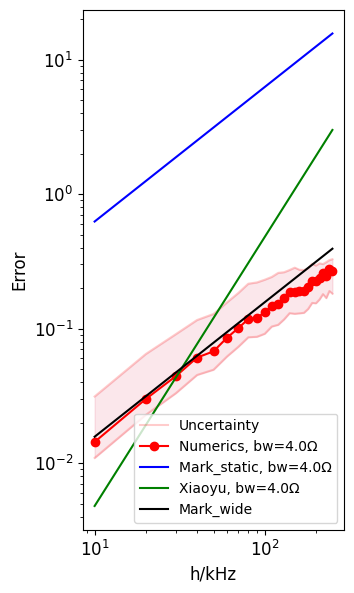 10¹
10⁰
10⁻¹
10⁻²
Error
Uncertainty
Numerics, bw=4.0Ω
Mark_static, bw=4.0Ω
Xiaoyu, bw=4.0Ω
Mark_wide
10¹ 10²
h/kHz